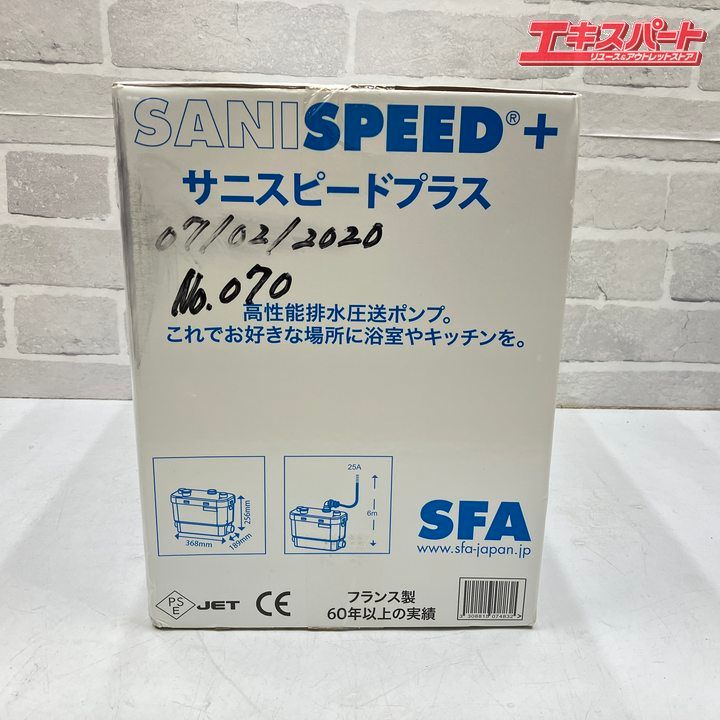 エキスパート
リユース&アウトレットストア
SANISPEED®+
サニスピードプラス
07/02/2020
No.070
高性能排水圧送ポンプ。
これでお好きな場所に浴室やキッチンを。
25A
6m
256mm
368mm
189mm
SFA
www.sfa-japan.jp
PS
E
JET
CE
フランス製
60年以上の実績
3 308815 074832